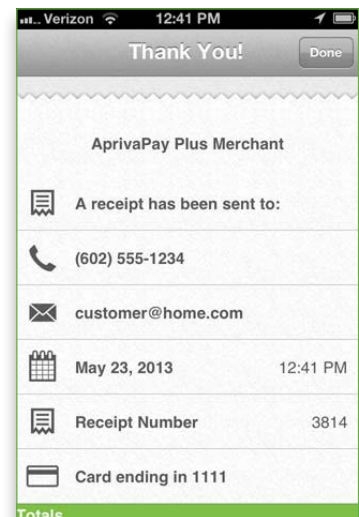 Verizon 12:41 PM
Thank You! Done
AprivaPay Plus Merchant
A receipt has been sent to:
(602) 555-1234
customer@home.com
May 23, 2013 12:41 PM
Receipt Number 3814
Card ending in 1111
Totals